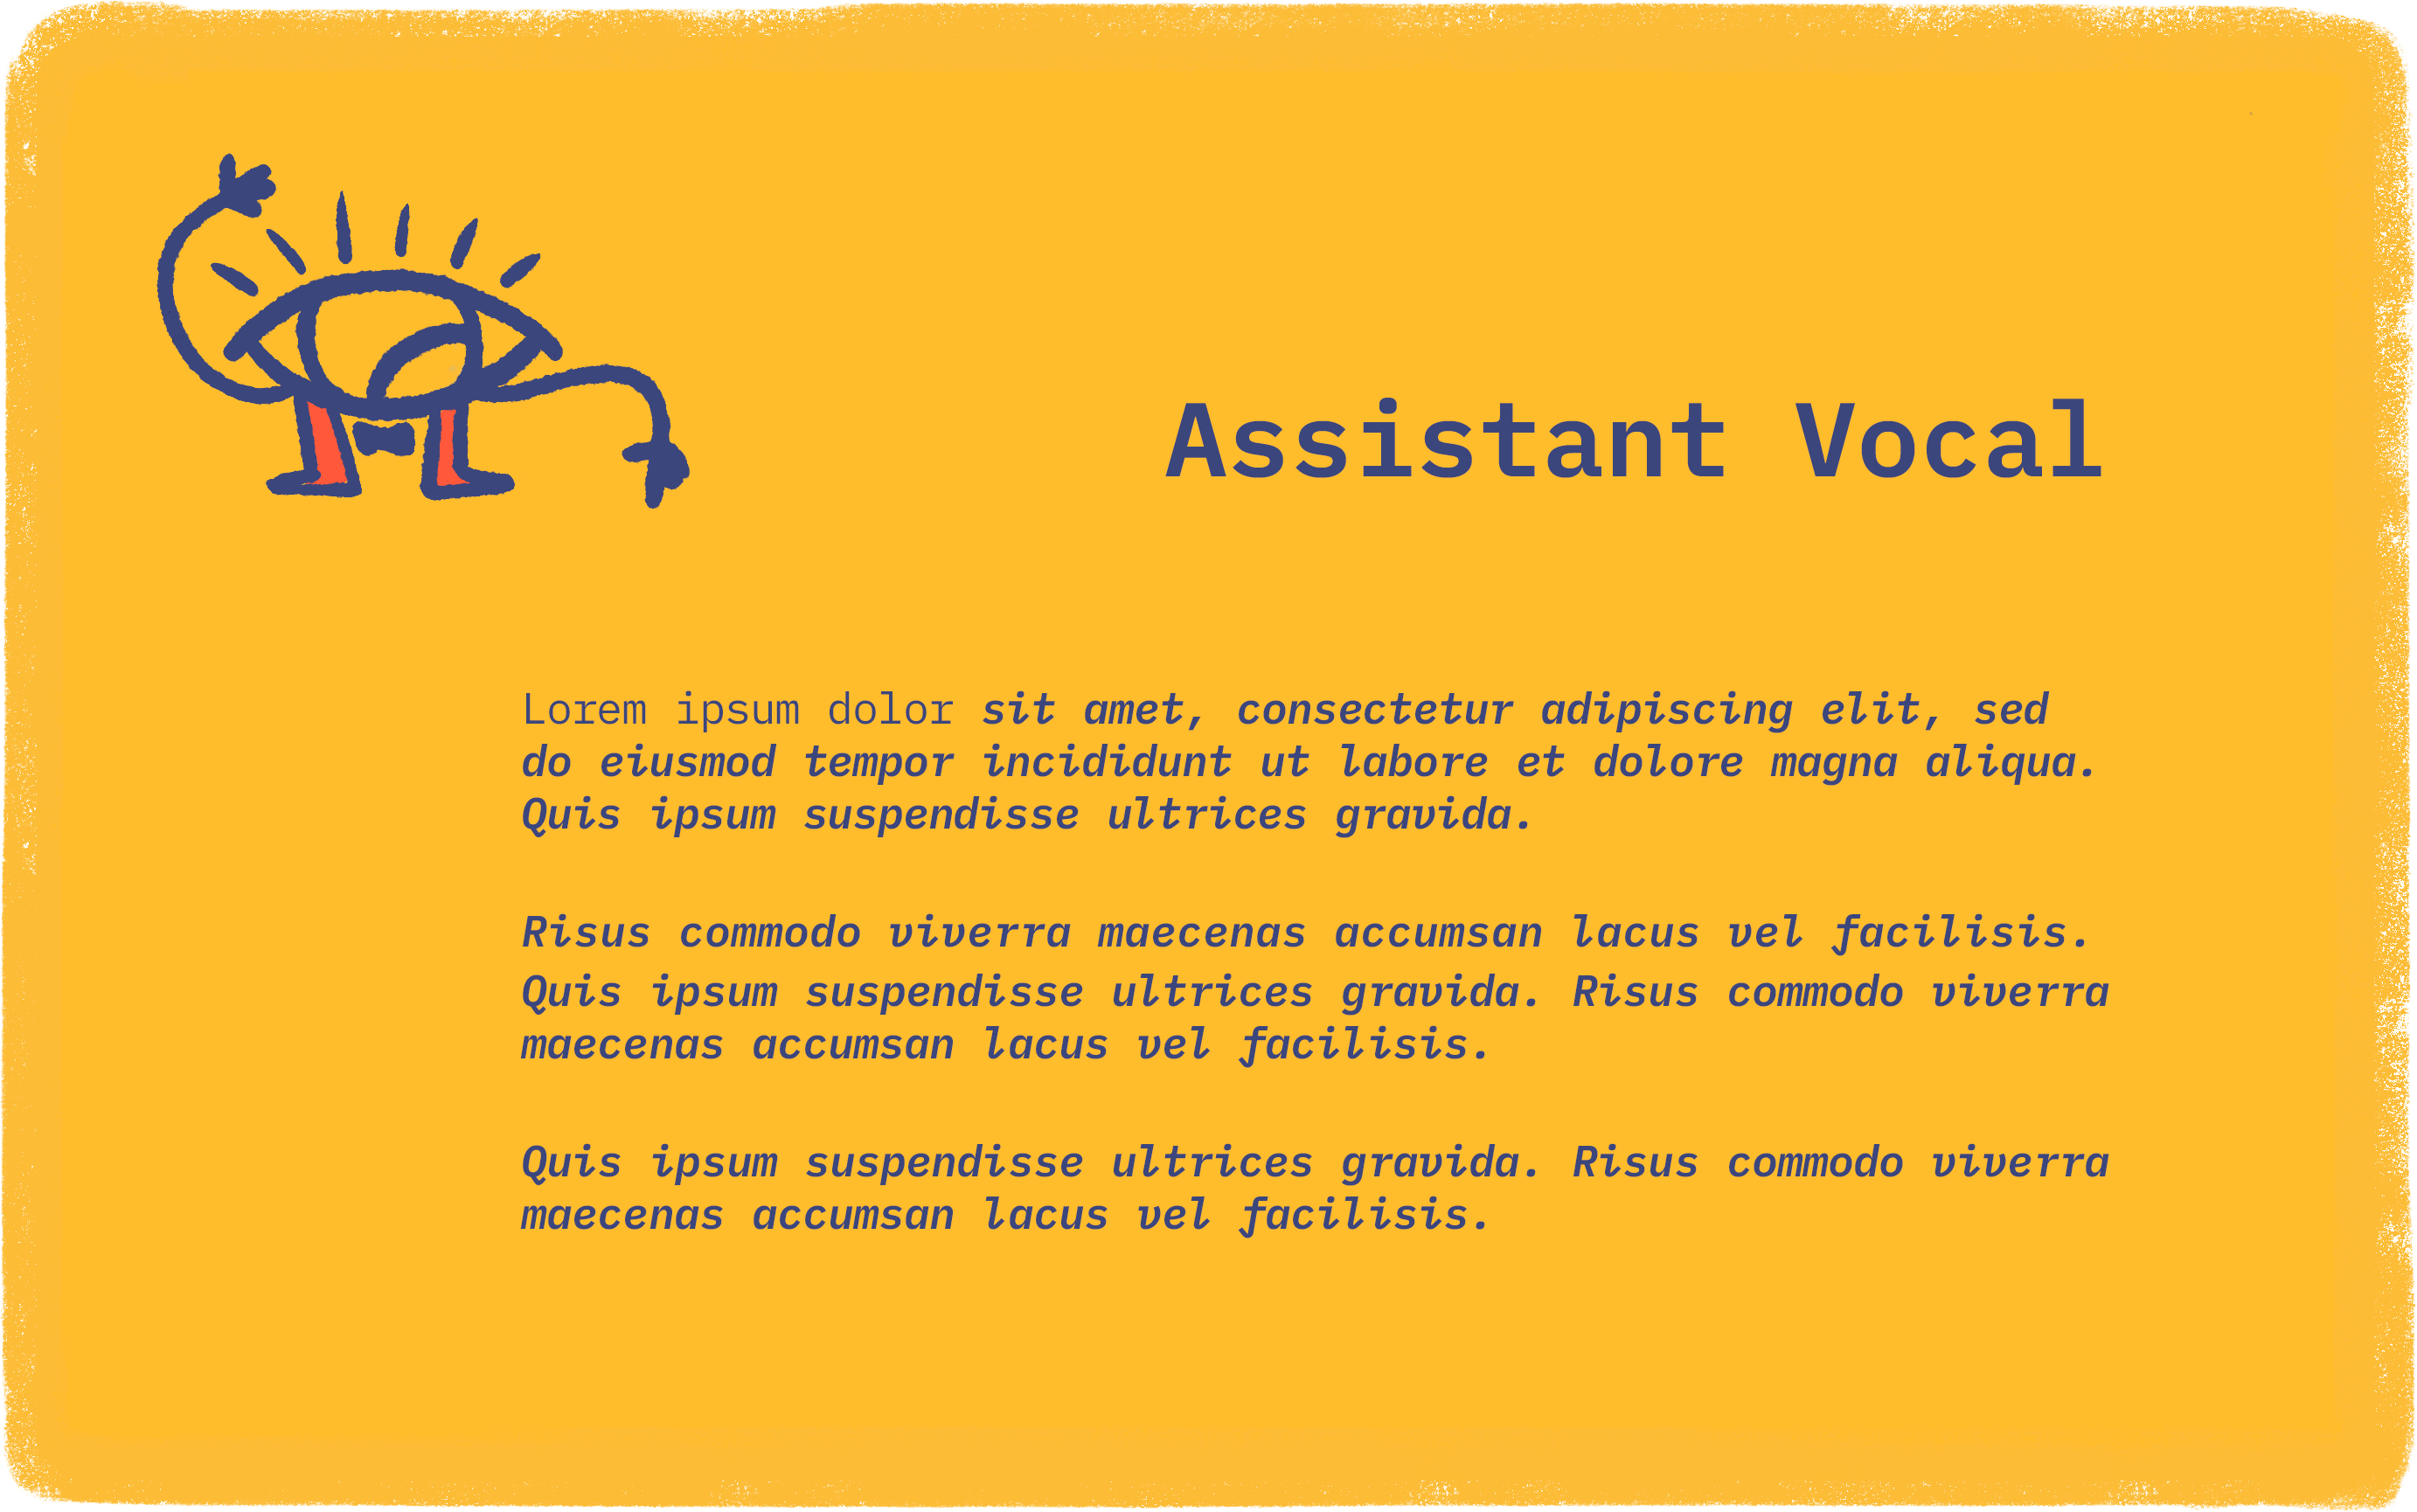 Assistant Vocal
Lorem ipsum dolor sit amet, consectetur adipiscing elit, sed
do eiusmod tempor incididunt ut labore et dolore magna aliqua.
Quis ipsum suspendisse ultrices gravida.
Risus commodo viverra maecenas accumsan lacus vel facilisis.
Quis ipsum suspendisse ultrices gravida. Risus commodo viverra
maecenas accumsan lacus vel facilisis.
Quis ipsum suspendisse ultrices gravida. Risus commodo viverra
maecenas accumsan lacus vel facilisis.